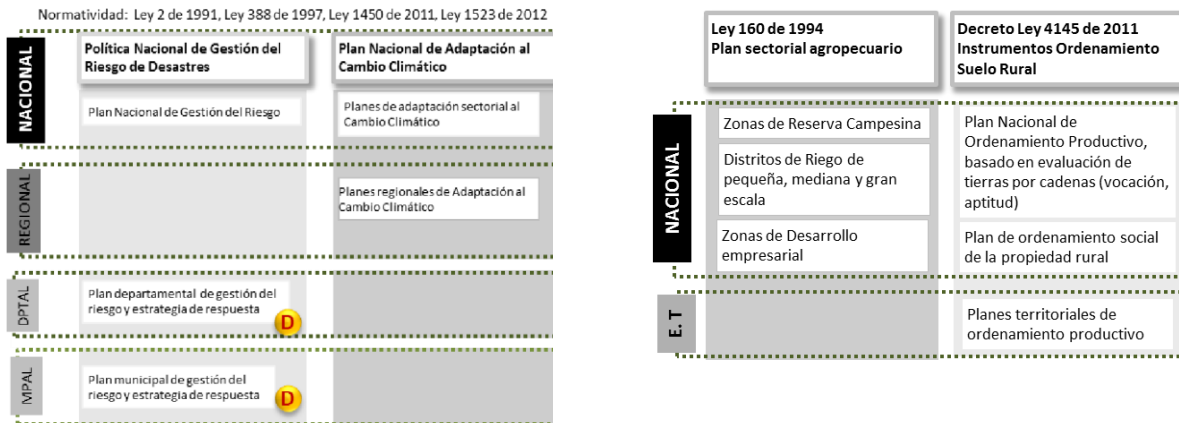 Normatividad: Ley 2 de 1991, Ley 388 de 1997, Ley 1450 de 2011, Ley 1523 de 2012
NACIONAL
Política Nacional de Gestión del
Riesgo de Desastres
Plan Nacional de Adaptación al
Cambio Climático
Plan Nacional de Gestión del Riesgo
Planes de adaptación sectorial al
Cambio Climático
REGIONAL
Planes regionales de Adaptación al
Cambio Climático
DPTAL
Plan departamental de gestión del
riesgo y estrategia de respuesta
D
MPAL
Plan municipal de gestión del
riesgo y estrategia de respuesta
D
Ley 160 de 1994
Plan sectorial agropecuario
Decreto Ley 4145 de 2011
Instrumentos Ordenamiento
Suelo Rural
NACIONAL
Zonas de Reserva Campesina
Distritos de Riego de
pequeña, mediana y gran
escala
Zonas de Desarrollo
empresarial
Plan Nacional de
Ordenamiento Productivo,
basado en evaluación de
tierras por cadenas (vocación,
aptitud)
Plan de ordenamiento social
de la propiedad rural
E. T
Planes territoriales de
ordenamiento productivo